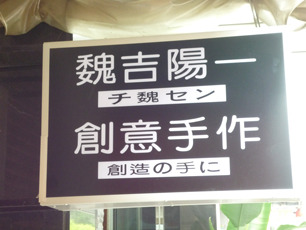 魏吉陽一
チ魏セン
創意手作
創造の手に